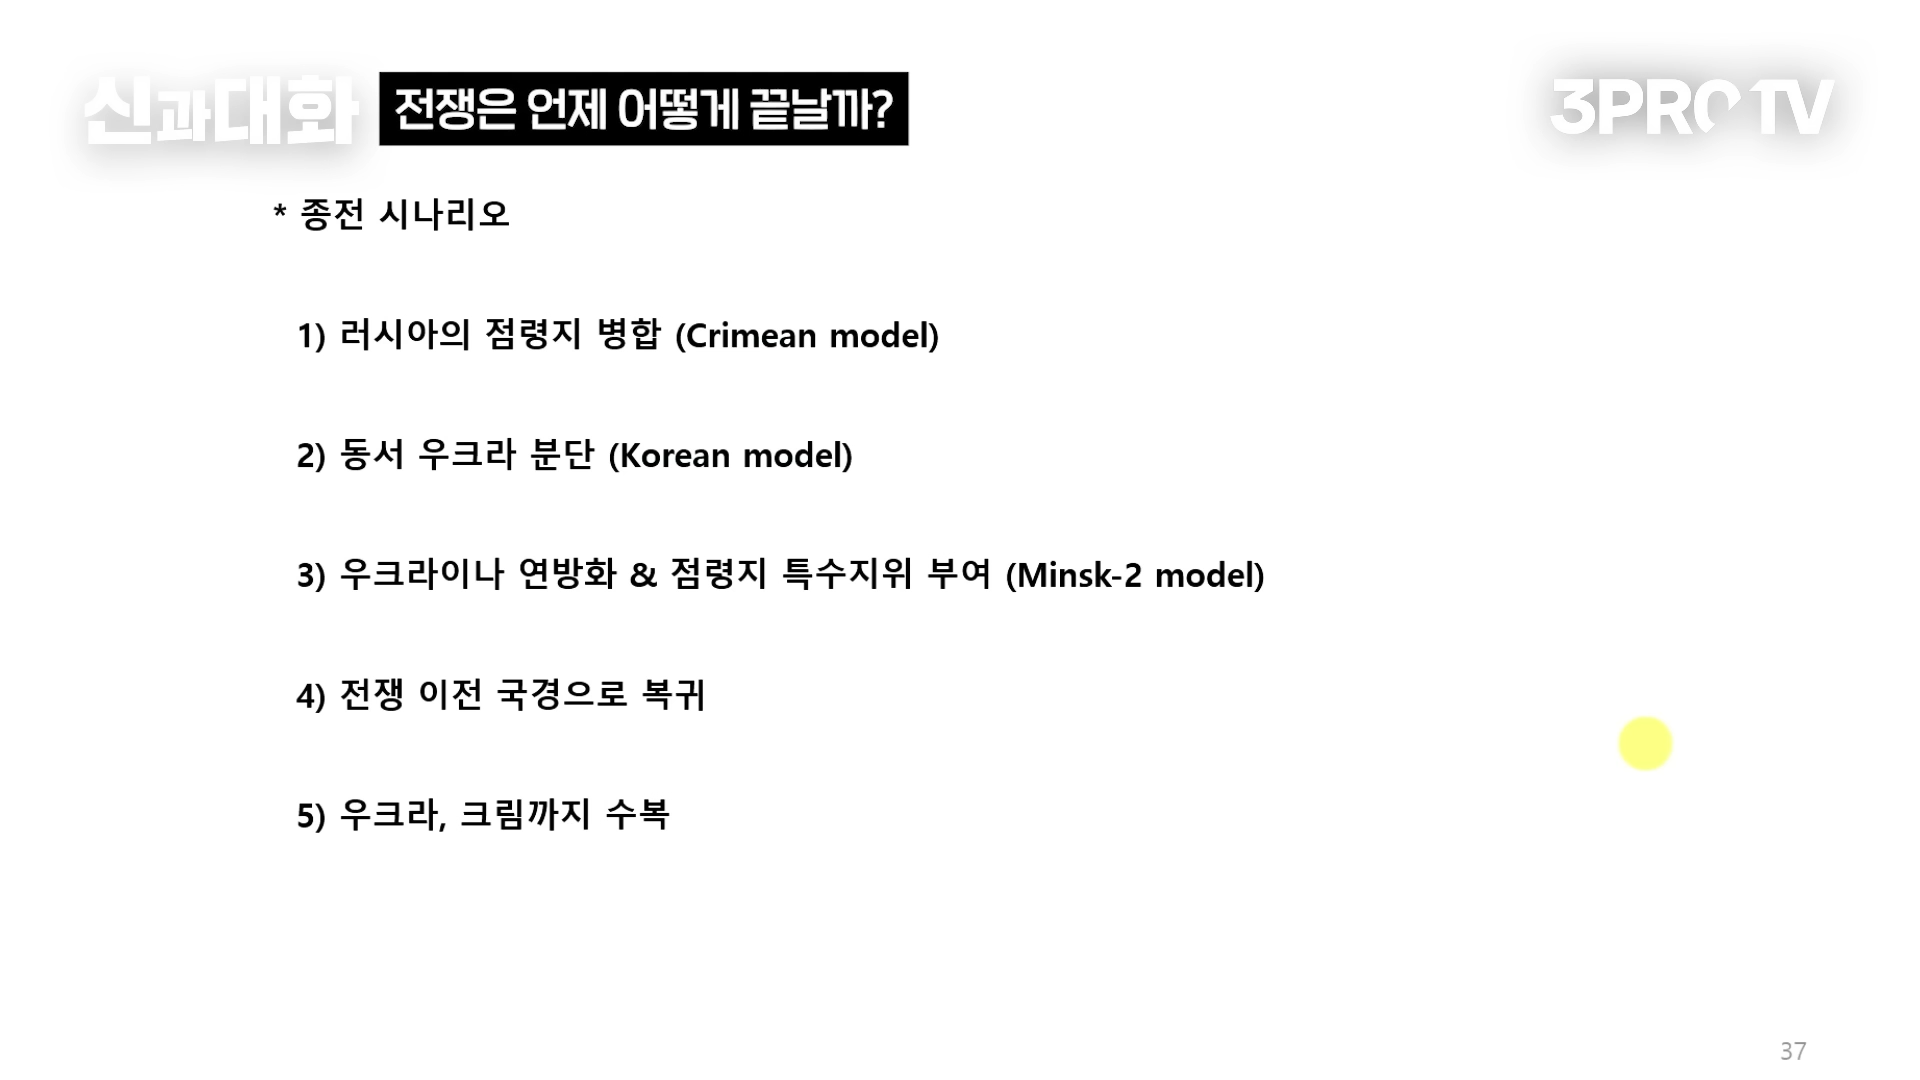 신과대화
전쟁은 언제 어떻게 끝날까?
3PROTV
* 종전 시나리오
1) 러시아의 점령지 병합 (Crimean model)
2) 동서 우크라 분단 (Korean model)
3) 우크라이나 연방화 & 점령지 특수지위 부여 (Minsk-2 model)
4) 전쟁 이전 국경으로 복귀
5) 우크라, 크림까지 수복
37